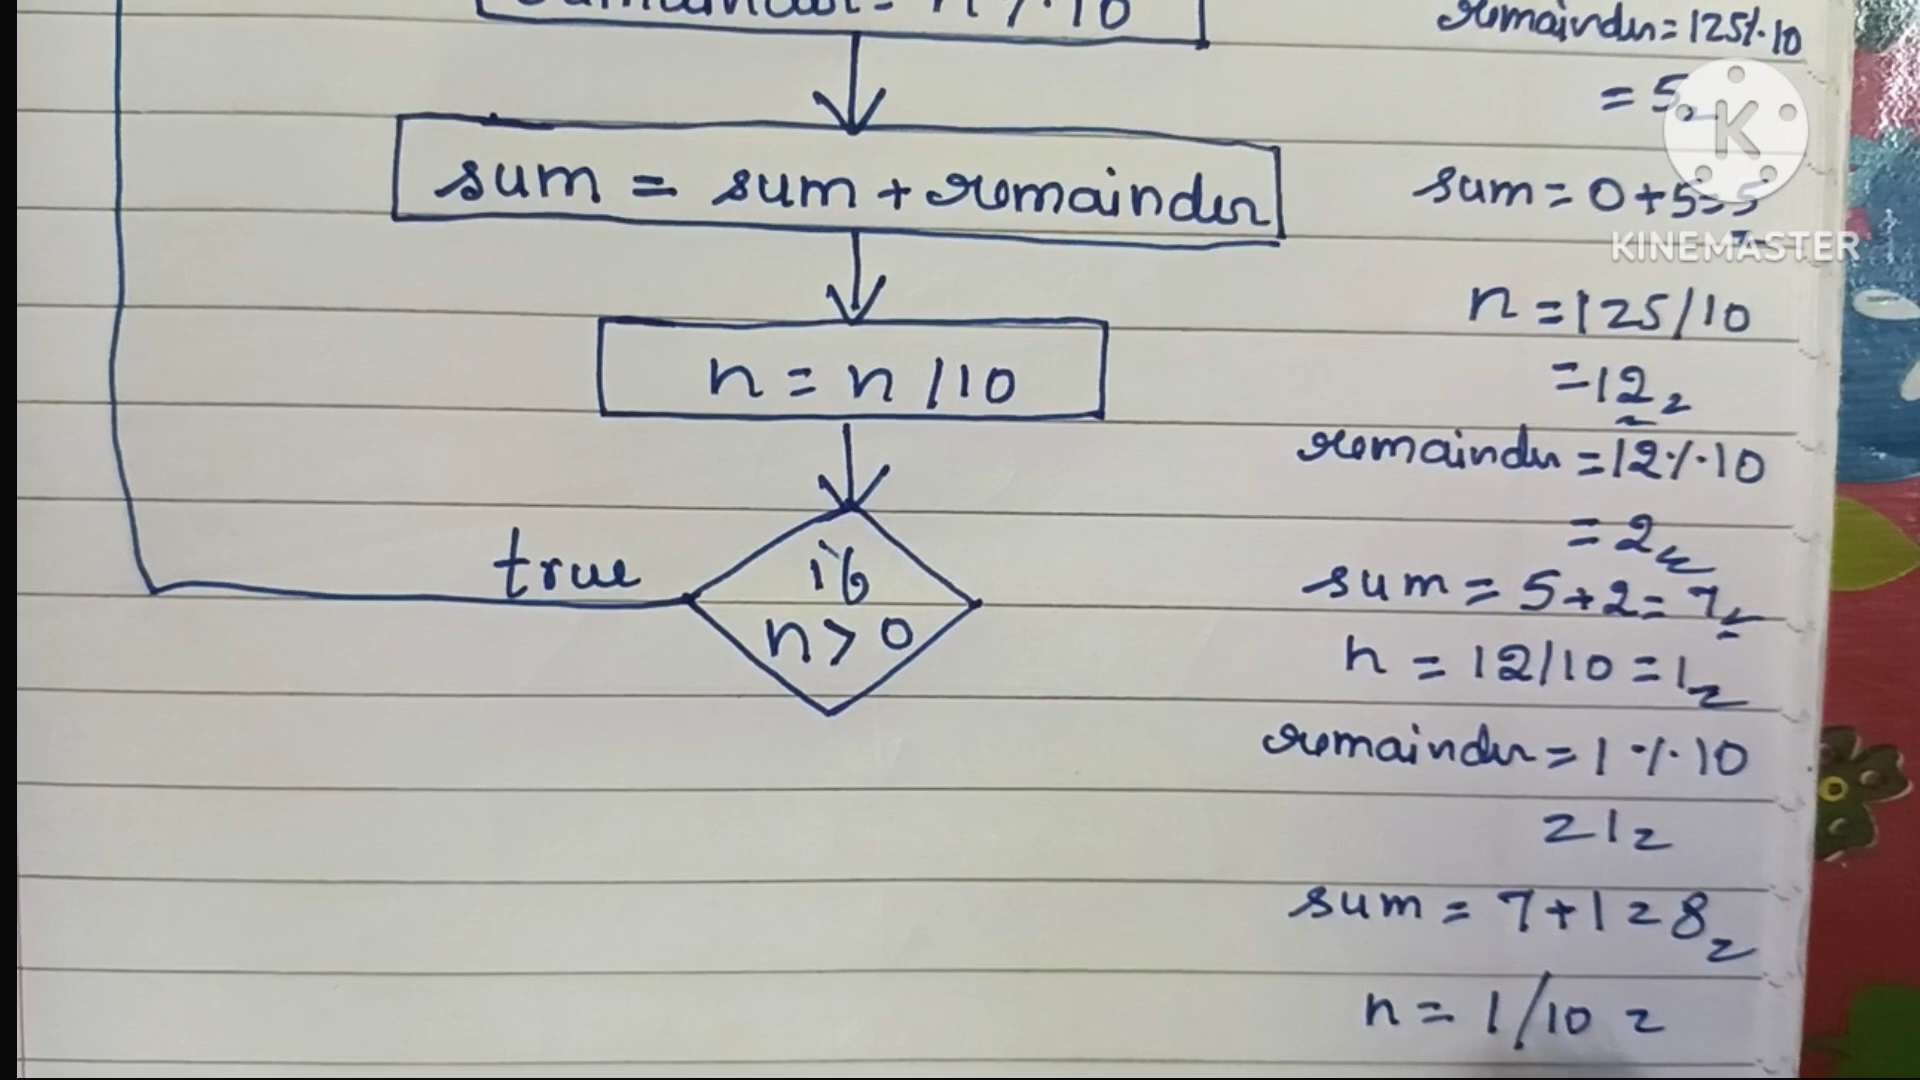 remainder = n % 10
sum = sum + remainder
n = n / 10
true
if
n > 0
remainder = 125 % 10
= 5
sum = 0 + 5 = 5
n = 125 / 10
= 12
remainder = 12 % 10
= 2
sum = 5 + 2 = 7
n = 12 / 10 = 1
remainder = 1 % 10
= 1
sum = 7 + 1 = 8
n = 1 / 10 =
K
KINEMASTER